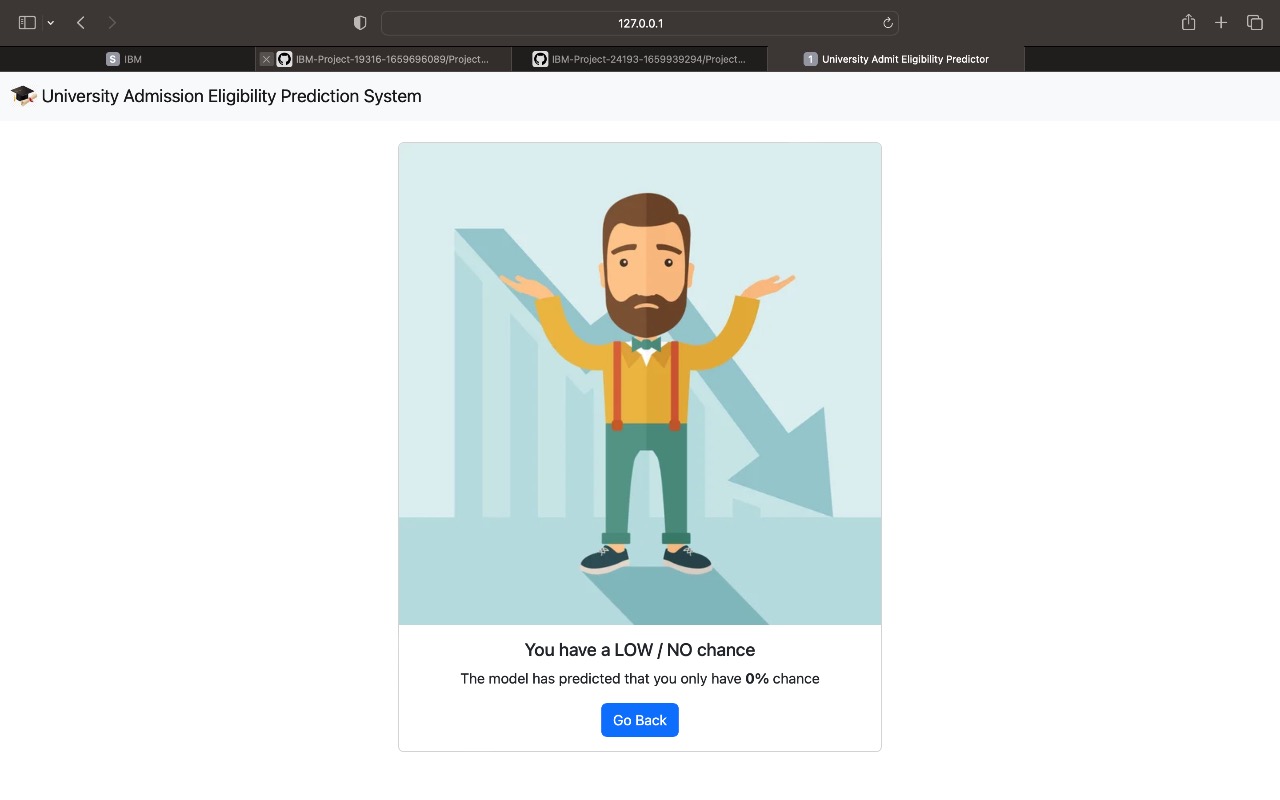 127.0.0.1
S IBM
IBM-Project-19316-1659696089/Project...
IBM-Project-24193-1659939294/Project...
1 University Admit Eligibility Predictor
University Admission Eligibility Prediction System
You have a LOW / NO chance
The model has predicted that you only have 0% chance
Go Back